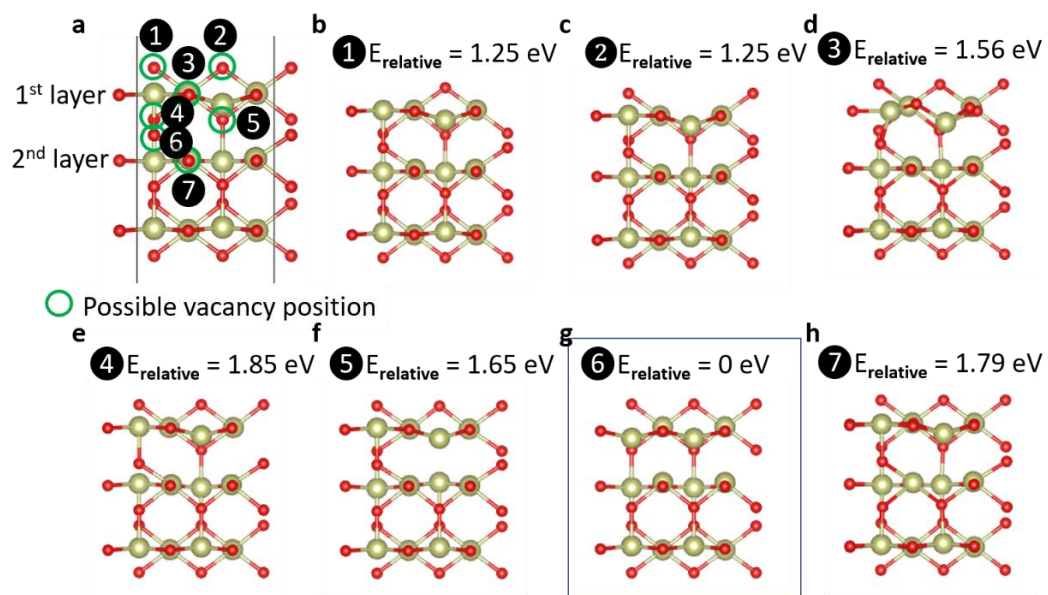 a
b
c
d
1
2
3
4
5
6
7
1st layer
2nd layer
1 Erelative = 1.25 eV
2 Erelative = 1.25 eV
3 Erelative = 1.56 eV
Possible vacancy position
e
f
g
h
4 Erelative = 1.85 eV
5 Erelative = 1.65 eV
6 Erelative = 0 eV
7 Erelative = 1.79 eV